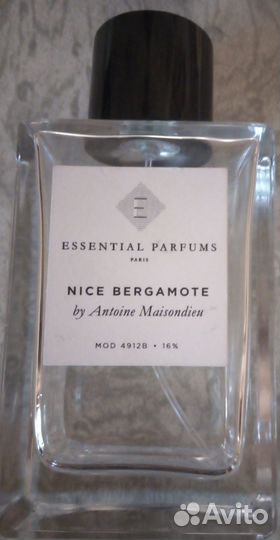 E
ESSENTIAL PARFUMS
PARIS
NICE BERGAMOTE
by Antoine Maisondieu
MOD 4912B • 16%
Avito